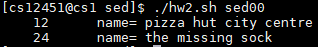 [cs12451@cs1 sed]$ ./hw2.sh sed00
12 name= pizza hut city centre
24 name= the missing sock